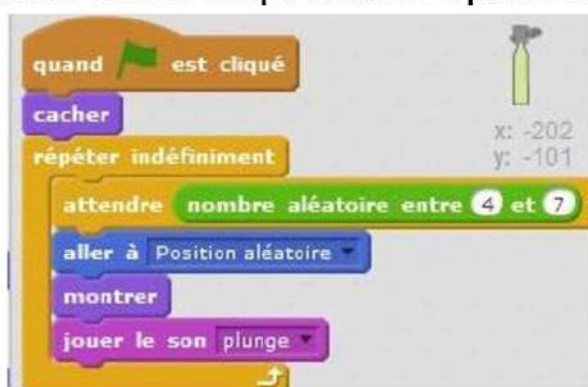 quand est cliqué
cacher
x: -202
y: -101
répéter indéfiniment
attendre nombre aléatoire entre 4 et 7
aller à Position aléatoire
montrer
jouer le son plunge